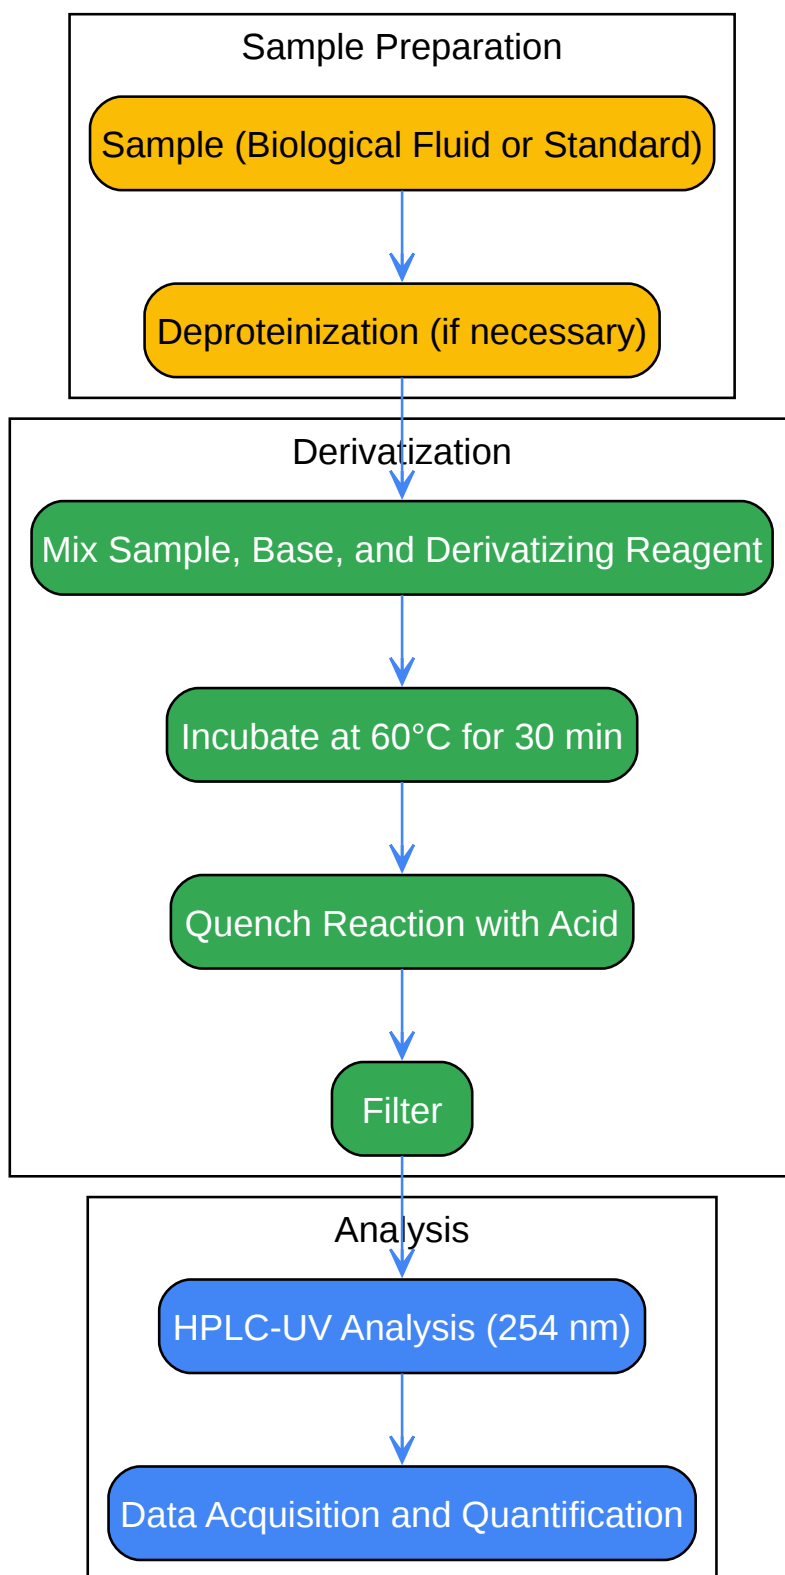 Sample Preparation
Sample (Biological Fluid or Standard)
Deproteinization (if necessary)
Derivatization
Mix Sample, Base, and Derivatizing Reagent
Incubate at 60°C for 30 min
Quench Reaction with Acid
Filter
Analysis
HPLC-UV Analysis (254 nm)
Data Acquisition and Quantification